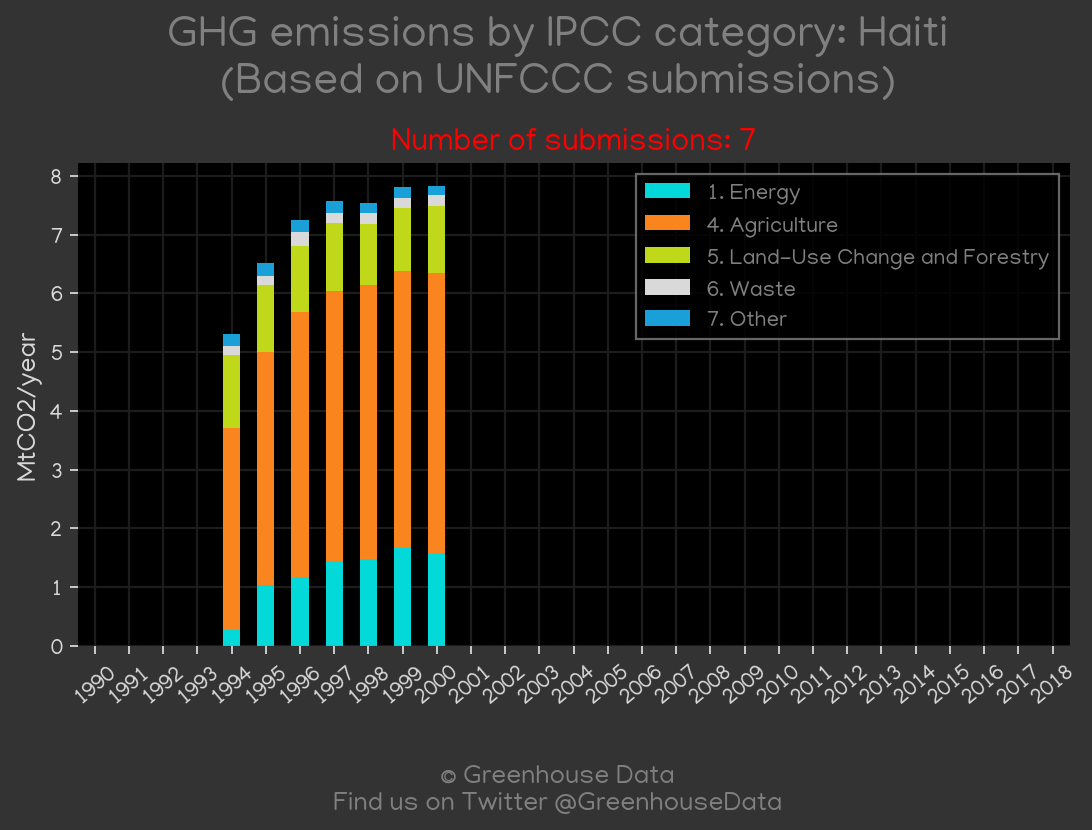 GHG emissions by IPCC category: Haiti
(Based on UNFCCC submissions)
Number of submissions: 7
8
7
6
5
4
3
2
1
0
MtCO2/year
1. Energy
4. Agriculture
5. Land-Use Change and Forestry
6. Waste
7. Other
1990 1991 1992 1993 1994 1995 1996 1997 1998 1999 2000 2001 2002 2003 2004 2005 2006 2007 2008 2009 2010 2011 2012 2013 2014 2015 2016 2017 2018
© Greenhouse Data
Find us on Twitter @GreenhouseData